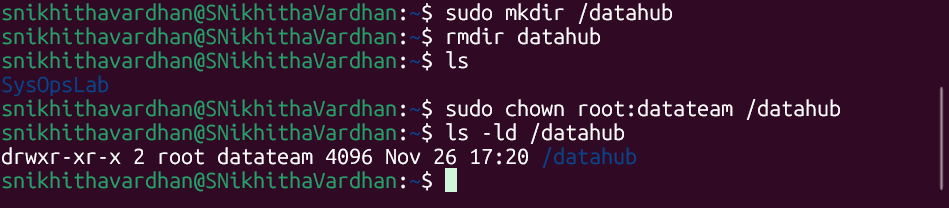 snikhithavardhan@SNikhithaVardhan:~$ sudo mkdir /datahub
snikhithavardhan@SNikhithaVardhan:~$ rmdir datahub
snikhithavardhan@SNikhithaVardhan:~$ ls
SysOpsLab
snikhithavardhan@SNikhithaVardhan:~$ sudo chown root:datateam /datahub
snikhithavardhan@SNikhithaVardhan:~$ ls -ld /datahub
drwxr-xr-x 2 root datateam 4096 Nov 26 17:20 /datahub
snikhithavardhan@SNikhithaVardhan:~$